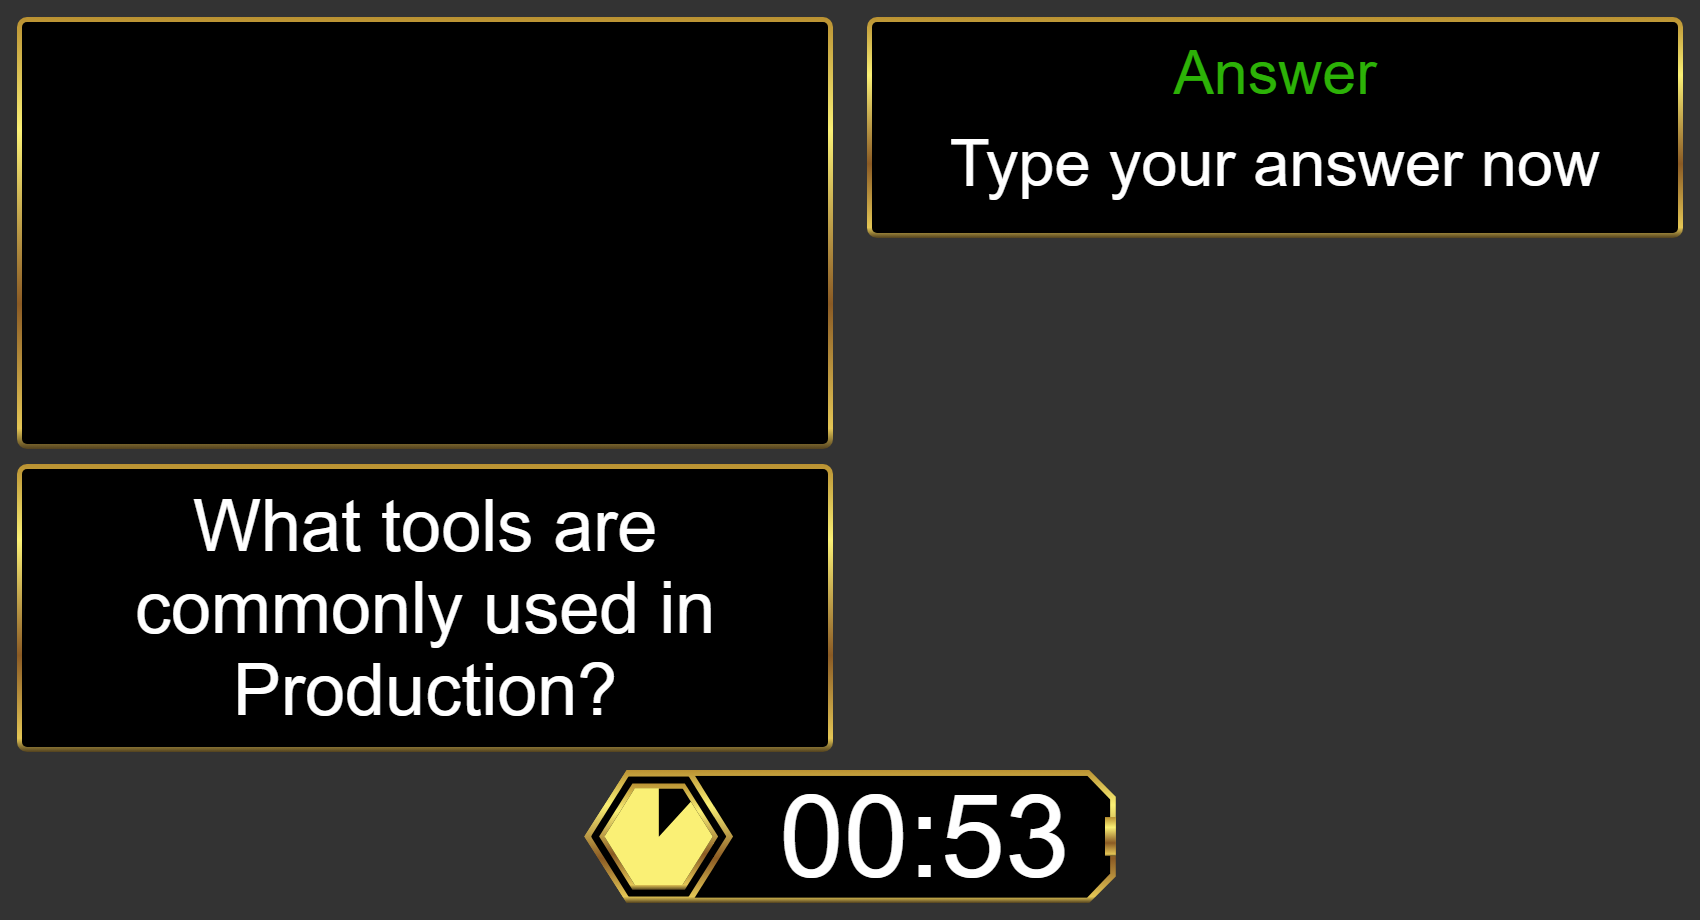 Answer
Type your answer now
What tools are
commonly used in
Production?
00:53